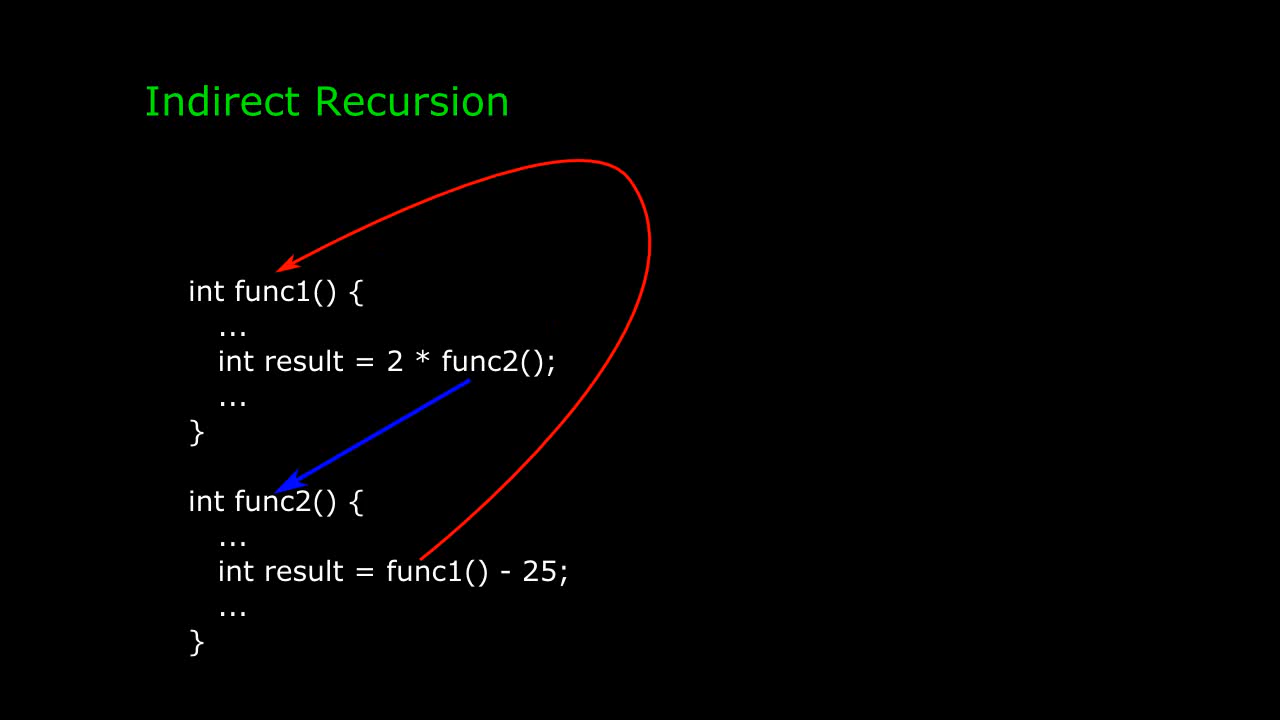 Indirect Recursion
int func1() {
...
int result = 2 * func2();
...
}
int func2() {
...
int result = func1() - 25;
...
}